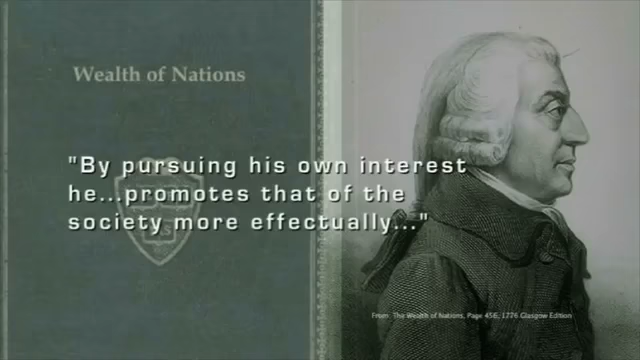 Wealth of Nations
"By pursuing his own interest
he...promotes that of the
society more effectually..."
From: The Wealth of Nations, Page 456, 1776 Glasgow Edition